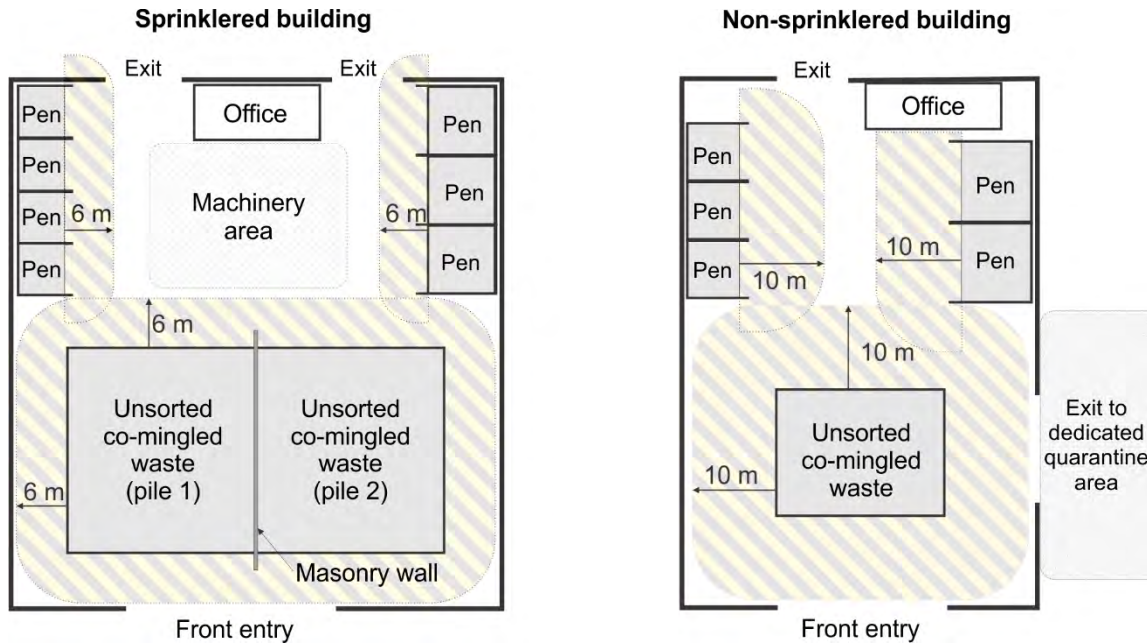 Sprinklered building
Exit
Exit
Pen
Pen
Pen
Pen
Office
Machinery
area
Pen
Pen
Pen
6 m
6 m
6 m
Unsorted
co-mingled
waste
(pile 1)
Unsorted
co-mingled
waste
(pile 2)
6 m
Masonry wall
Front entry
Non-sprinklered building
Exit
Office
Pen
Pen
Pen
Pen
Pen
10 m
10 m
10 m
Unsorted
co-mingled
waste
10 m
Exit to
dedicated
quarantine
area
Front entry